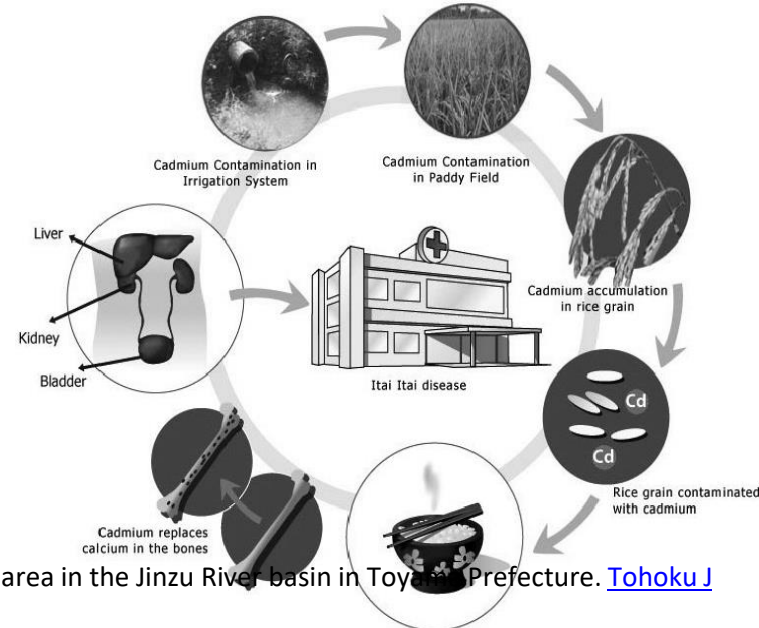 Cadmium Contamination in
Irrigation System
Cadmium Contamination
in Paddy Field
Cadmium accumulation
in rice grain
Cd
Cd
Rice grain contaminated
with cadmium
Liver
Kidney
Bladder
Itai Itai disease
Cadmium replaces
calcium in the bones
area in the Jinzu River basin in Toyama Prefecture. Tohoku J